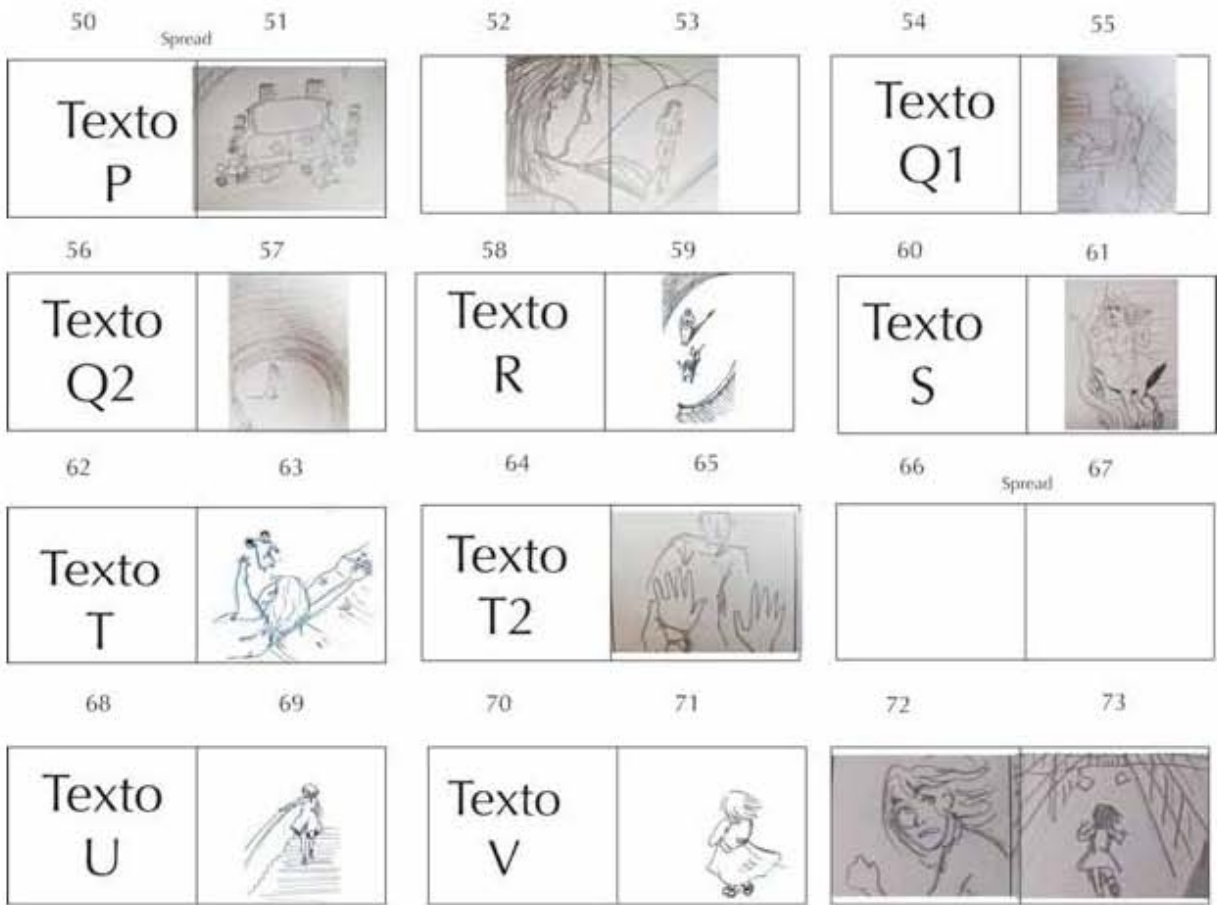 50 51 52 53 54 55
Spread
Texto
P
Texto
Q1
56 57 58 59 60 61
Texto
Q2
Texto
R
Texto
S
62 63 64 65 66 67
Spread
Texto
T
Texto
T2
68 69 70 71 72 73
Texto
U
Texto
V